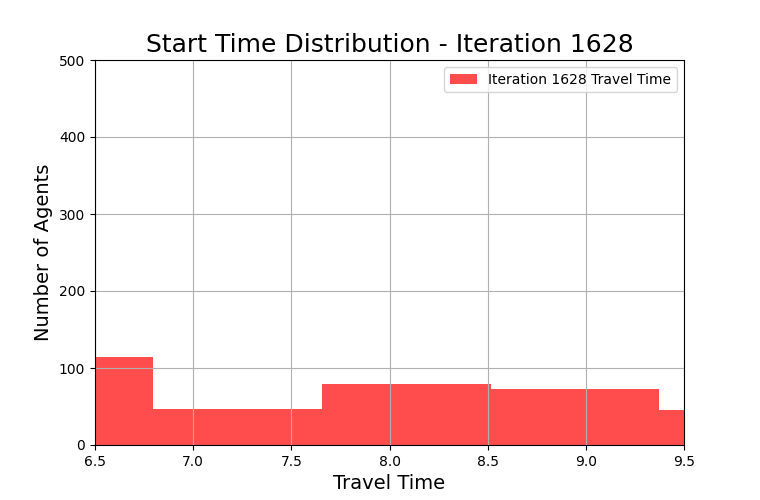 Start Time Distribution - Iteration 1628
Iteration 1628 Travel Time
Number of Agents
500
400
300
200
100
0
6.5 7.0 7.5 8.0 8.5 9.0 9.5
Travel Time